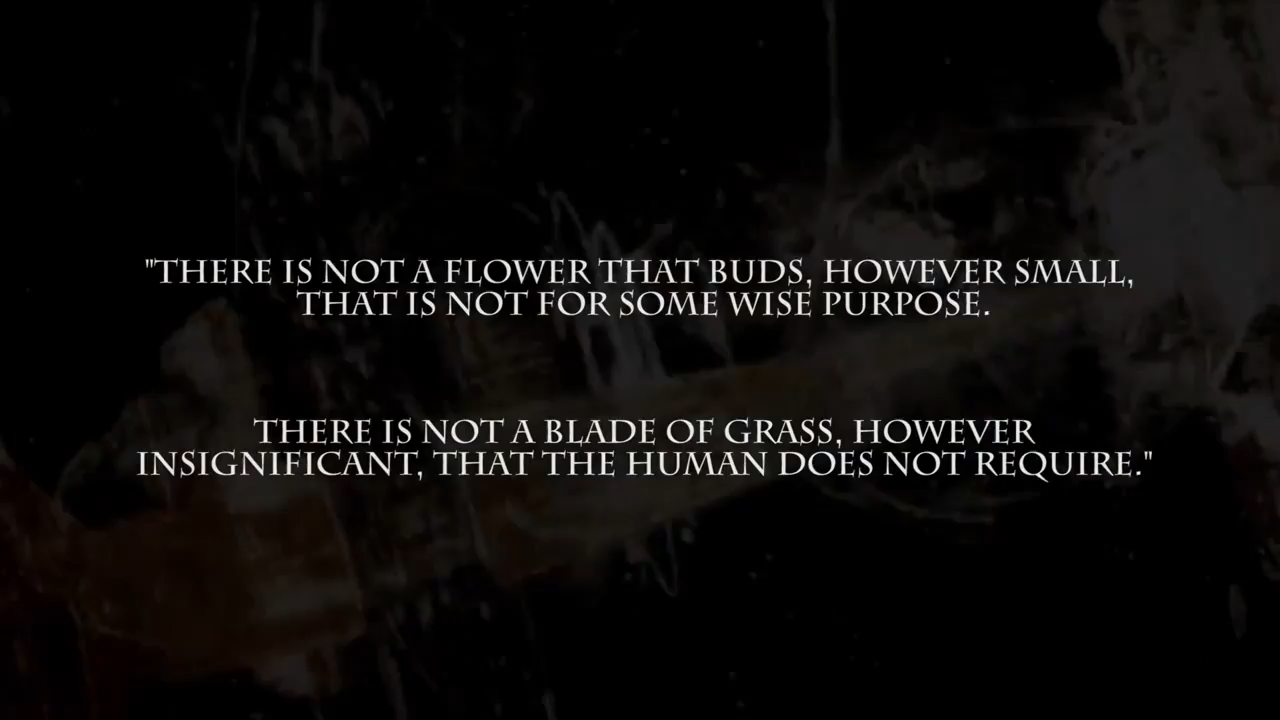 "THERE IS NOT A FLOWER THAT BUDS, HOWEVER SMALL,
THAT IS NOT FOR SOME WISE PURPOSE.
THERE IS NOT A BLADE OF GRASS, HOWEVER
INSIGNIFICANT, THAT THE HUMAN DOES NOT REQUIRE."